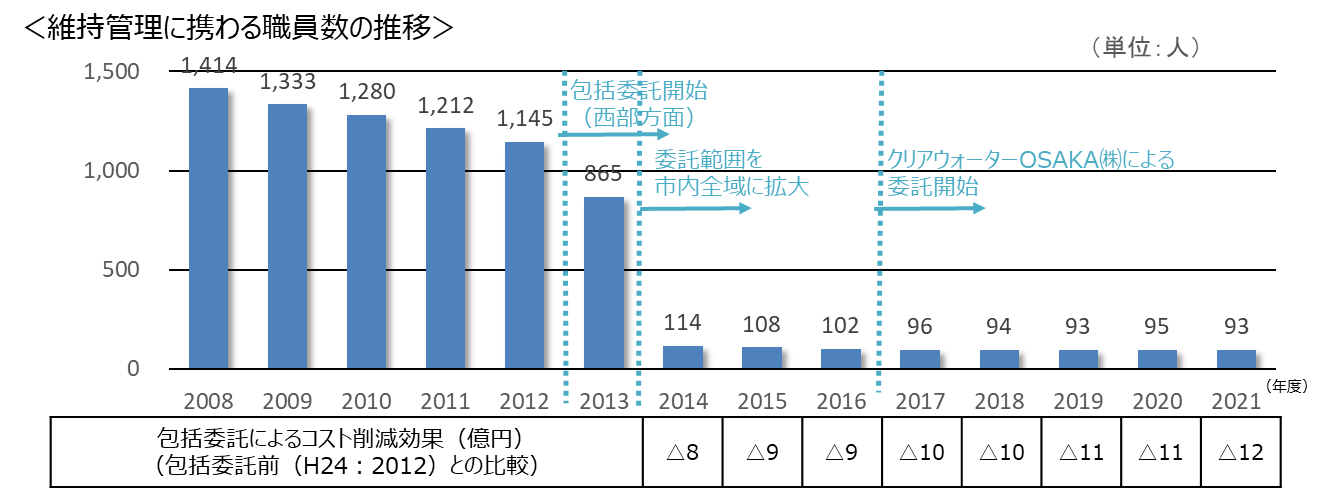 ＜維持管理に携わる職員数の推移＞
（単位：人）
1,500
1,000
500
0
1,414
1,333
1,280
1,212
1,145
865
114
108
102
96
94
93
95
93
包括委託開始
（西部方面）
委託範囲を
市内全域に拡大
クリアウォーターOSAKA㈱による
委託開始
2008 2009 2010 2011 2012 2013 2014 2015 2016 2017 2018 2019 2020 2021
（年度）
包括委託によるコスト削減効果（億円）
（包括委託前（H24：2012）との比較）
△8 △9 △9 △10 △10 △11 △11 △12